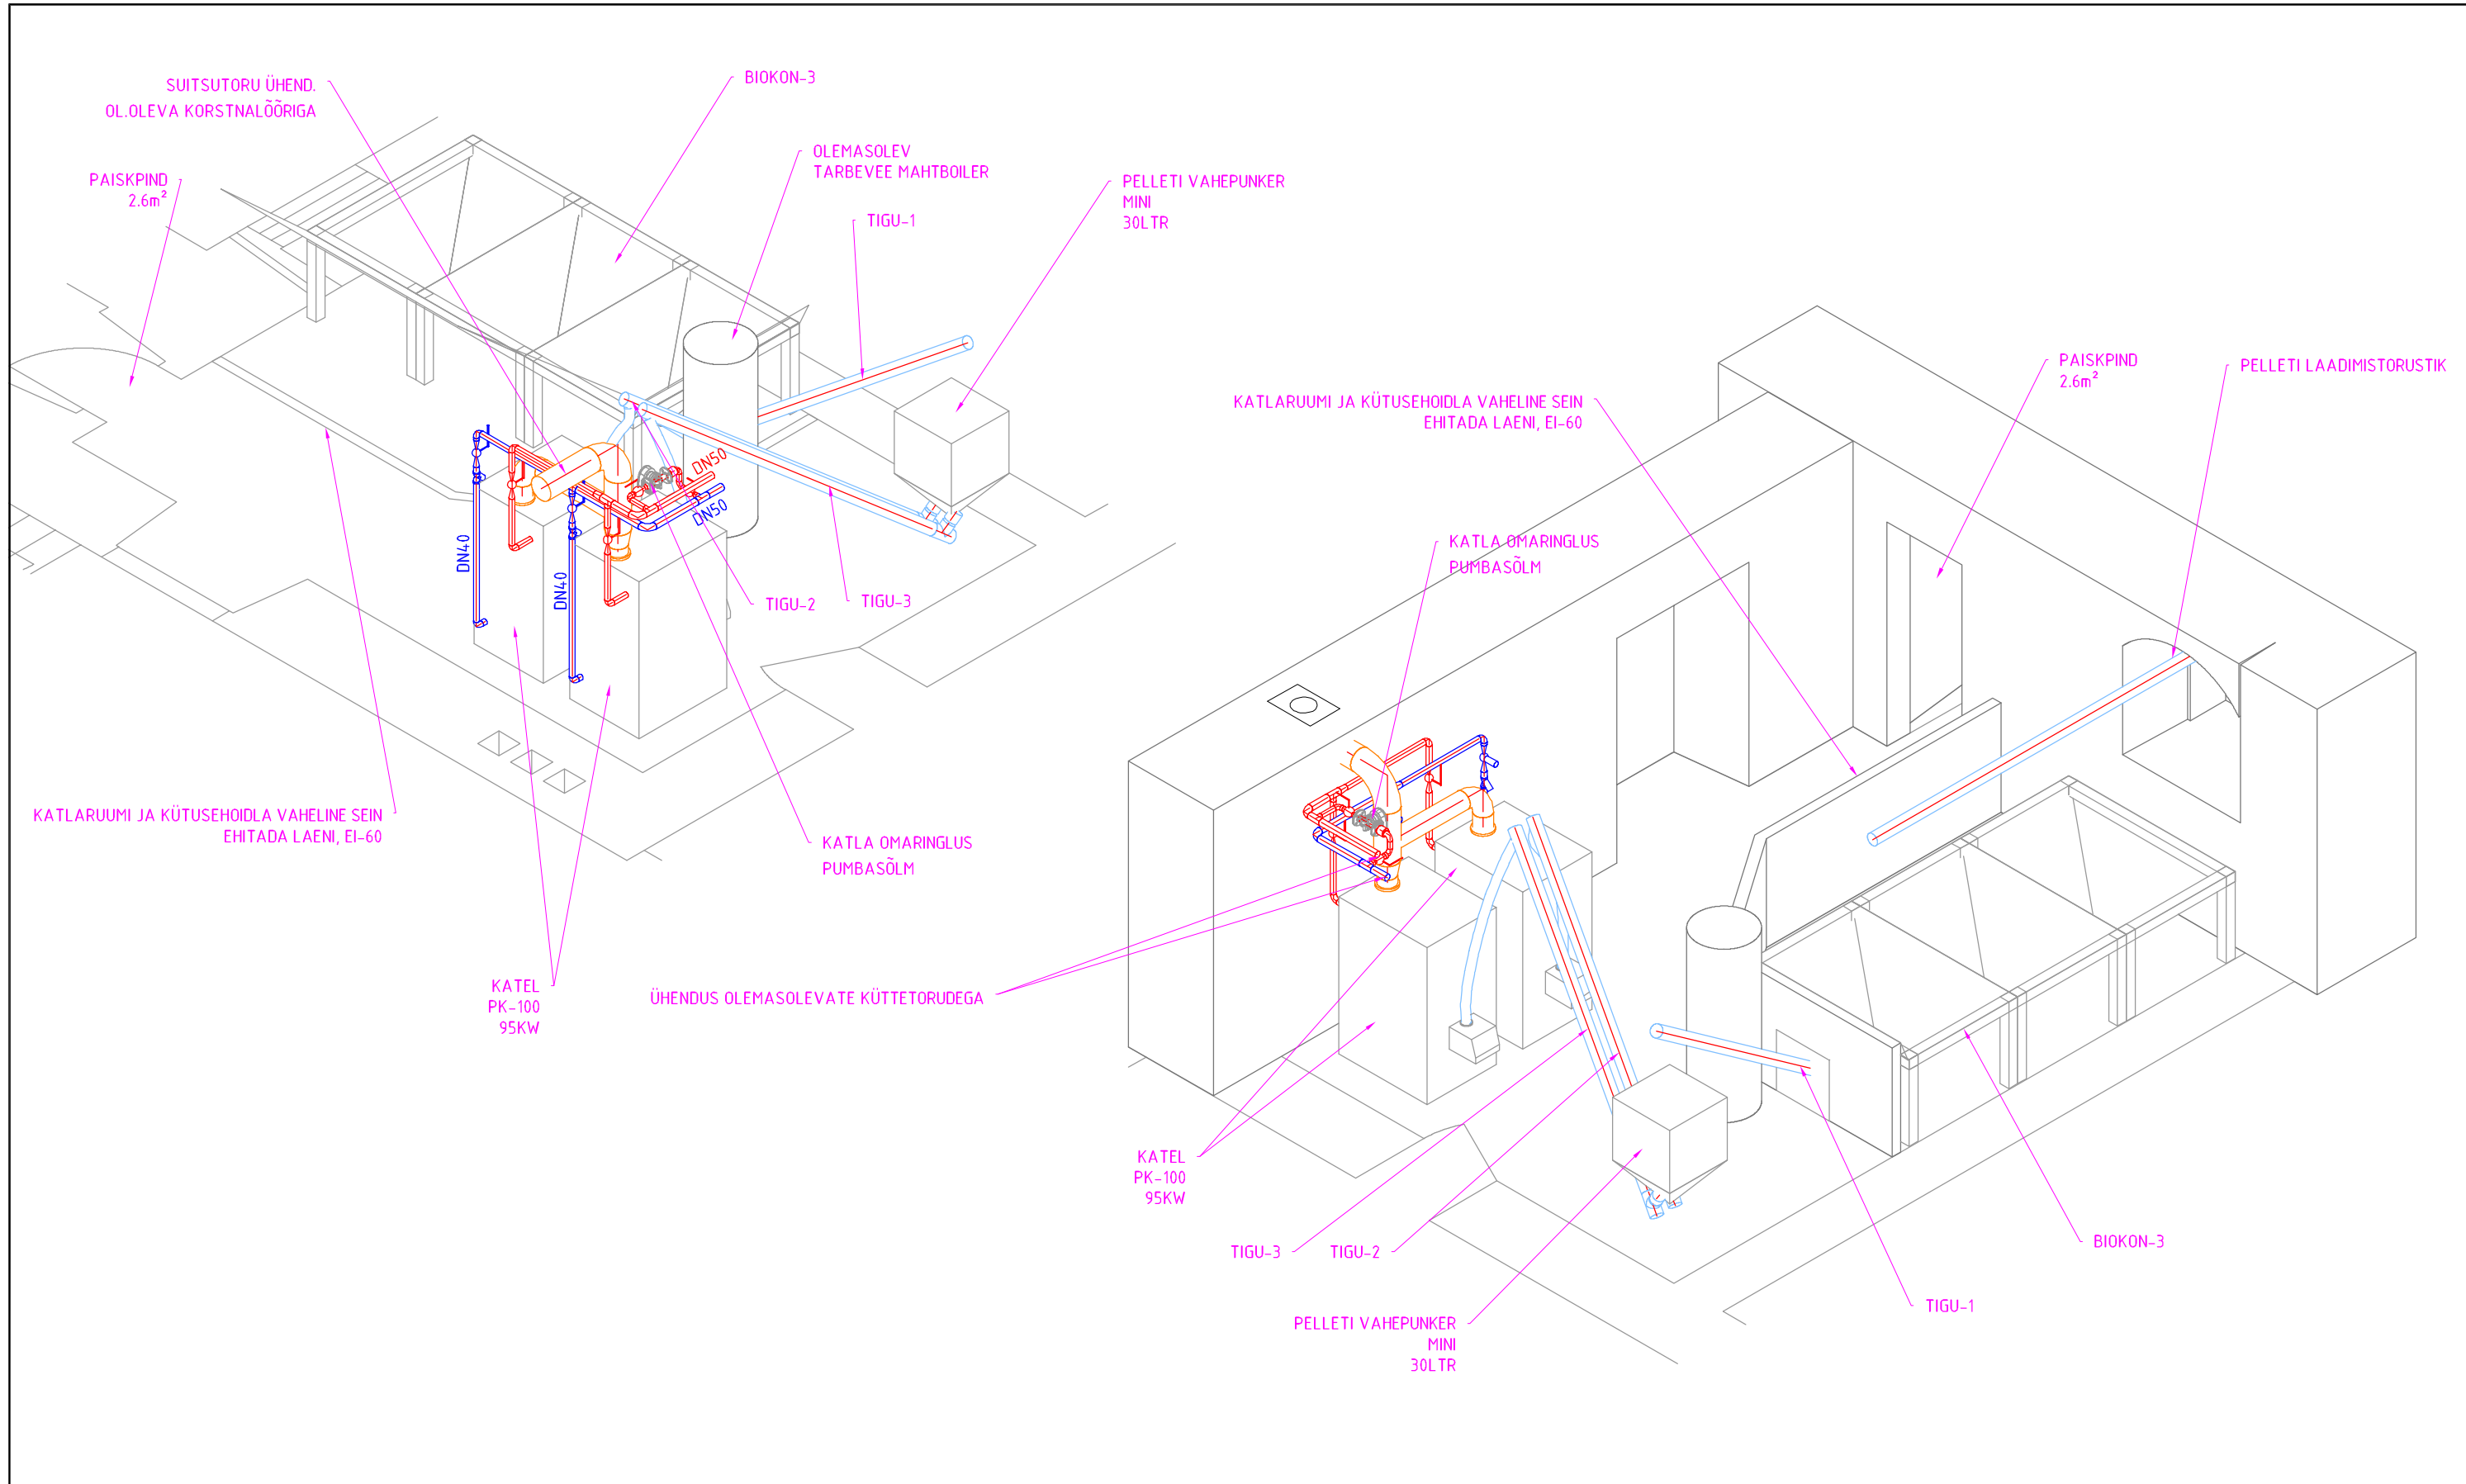 SUITSUTORU ÜHEND.
OL.OLEVA KORSTNALÕÕRIGA
BIOKON-3
PAISKPIND
2.6m²
OLEMASOLEV
TARBEVEE MAHTBOILER
TIGU-1
PELLETI VAHEPUNKER
MINI
30LTR
DN50
DN50
DN40
DN40
TIGU-2
TIGU-3
KATLARUUMI JA KÜTUSEHOIDLA VAHELINE SEIN
EHITADA LAENI, EI-60
KATLA OMARINGLUS
PUMBASÕLM
KATEL
PK-100
95KW
KATLARUUMI JA KÜTUSEHOIDLA VAHELINE SEIN
EHITADA LAENI, EI-60
PAISKPIND
2.6m²
PELLETI LAADIMISTORUSTIK
KATLA OMARINGLUS
PUMBASÕLM
ÜHENDUS OLEMASOLEVATE KÜTTETORUDEGA
KATEL
PK-100
95KW
TIGU-3
TIGU-2
PELLETI VAHEPUNKER
MINI
30LTR
BIOKON-3
TIGU-1